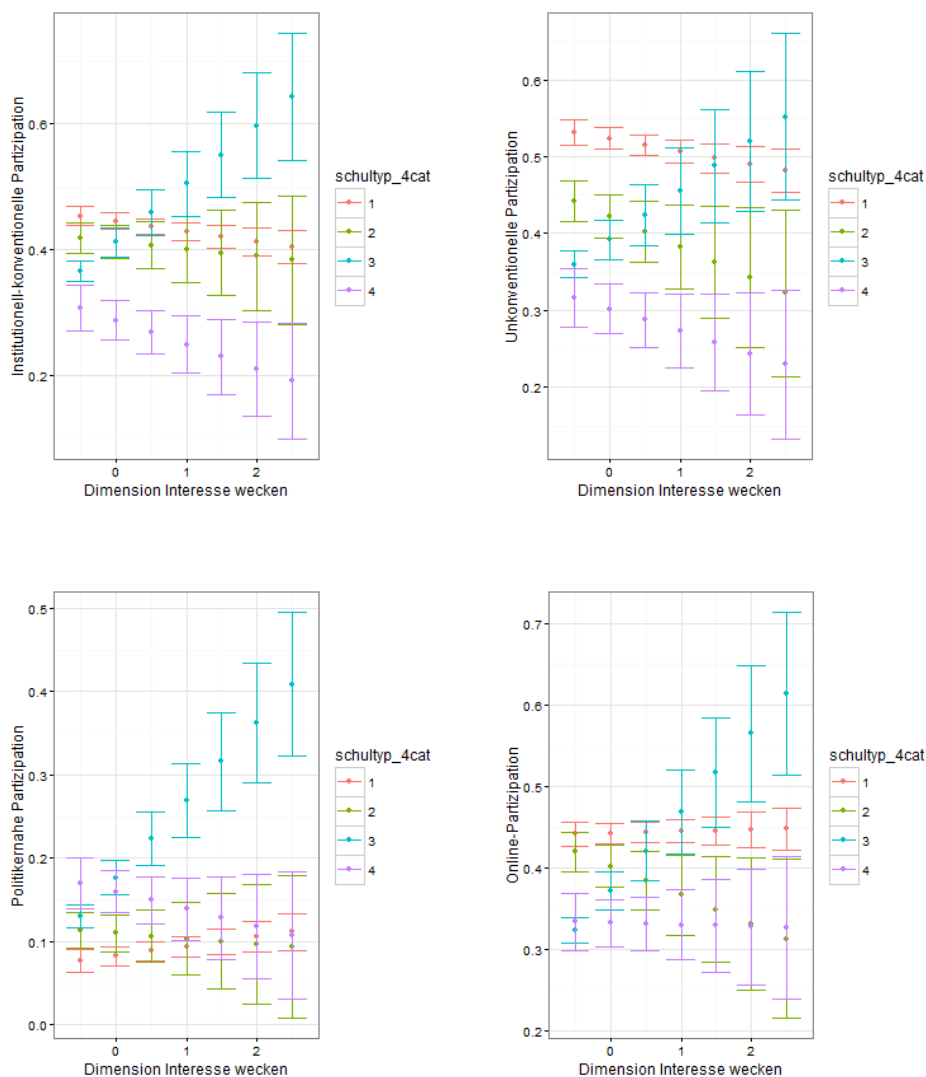 Institutionell-konventionelle Partizipation
0.6
0.4
0.2
0 1 2
Dimension Interesse wecken
schultyp_4cat
1
2
3
4
Unkonventionelle Partizipation
0.6
0.5
0.4
0.3
0.2
0 1 2
Dimension Interesse wecken
schultyp_4cat
1
2
3
4
Politikernahe Partizipation
0.5
0.4
0.3
0.2
0.1
0.0
0 1 2
Dimension Interesse wecken
schultyp_4cat
1
2
3
4
Online-Partizipation
0.7
0.6
0.5
0.4
0.3
0.2
0 1 2
Dimension Interesse wecken
schultyp_4cat
1
2
3
4